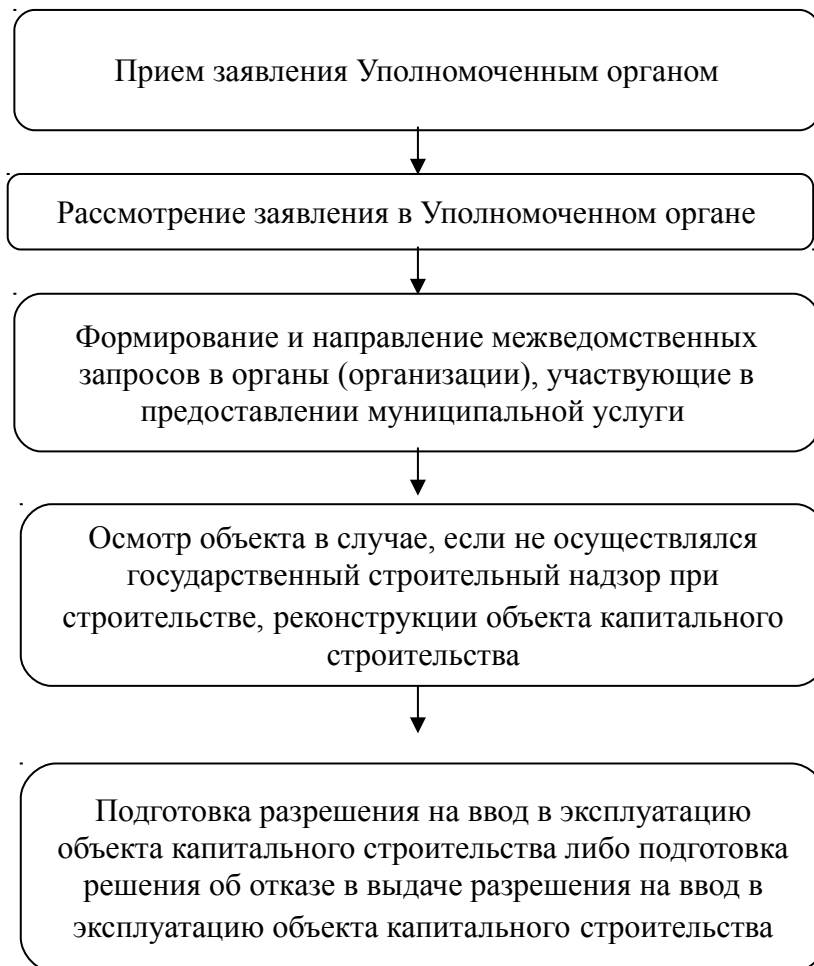 Прием заявления Уполномоченным органом
Рассмотрение заявления в Уполномоченном органе
Формирование и направление межведомственных
запросов в органы (организации), участвующие в
предоставлении муниципальной услуги
Осмотр объекта в случае, если не осуществлялся
государственный строительный надзор при
строительстве, реконструкции объекта капитального
строительства
Подготовка разрешения на ввод в эксплуатацию
объекта капитального строительства либо подготовка
решения об отказе в выдаче разрешения на ввод в
эксплуатацию объекта капитального строительства